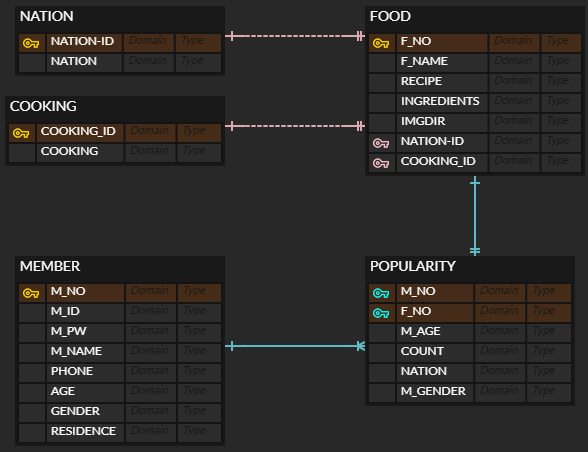 NATION
NATION-ID Domain Type
NATION Domain Type
COOKING
COOKING_ID Domain Type
COOKING Domain Type
FOOD
F_NO Domain Type
F_NAME Domain Type
RECIPE Domain Type
INGREDIENTS Domain Type
IMGDIR Domain Type
NATION-ID Domain Type
COOKING_ID Domain Type
MEMBER
M_NO Domain Type
M_ID Domain Type
M_PW Domain Type
M_NAME Domain Type
PHONE Domain Type
AGE Domain Type
GENDER Domain Type
RESIDENCE Domain Type
POPULARITY
M_NO Domain Type
F_NO Domain Type
M_AGE Domain Type
COUNT Domain Type
NATION Domain Type
M_GENDER Domain Type